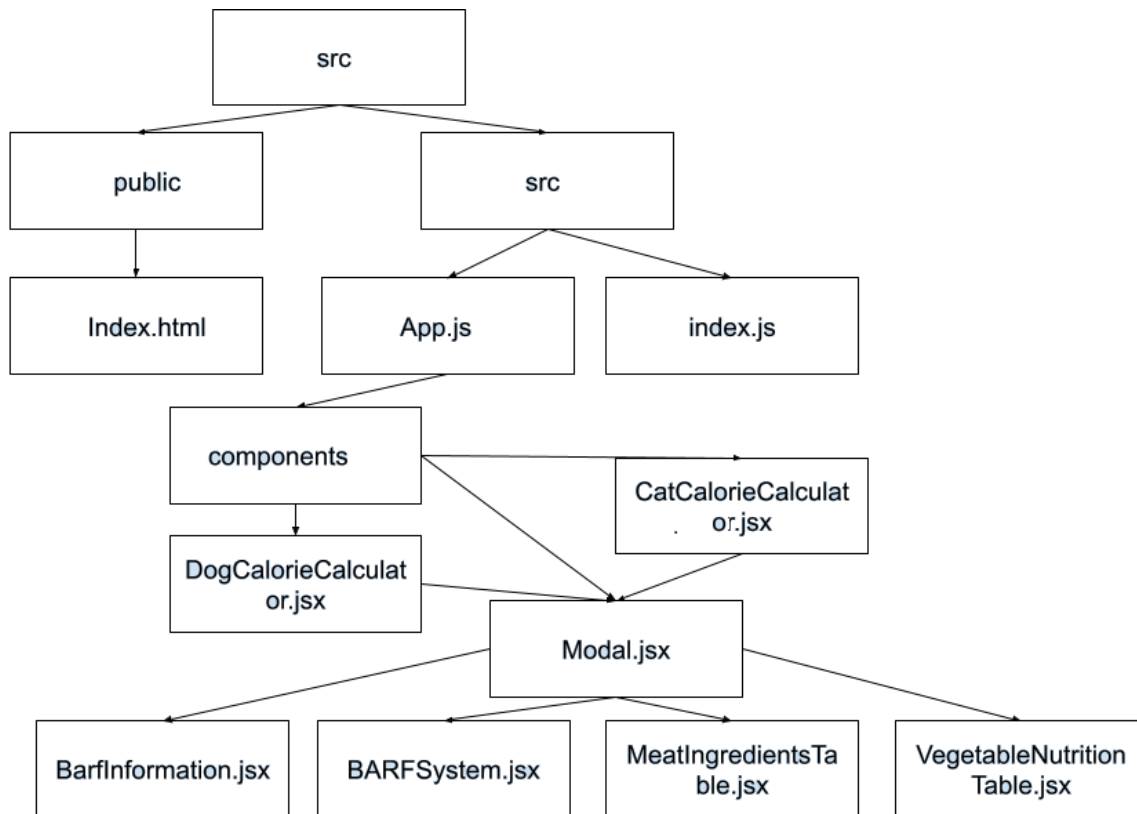 src
public
src
Index.html
App.js
index.js
components
CatCalorieCalculat
or.jsx
DogCalorieCalculat
or.jsx
Modal.jsx
BarfInformation.jsx
BARFSystem.jsx
MeatIngredientsTa
ble.jsx
VegetableNutrition
Table.jsx